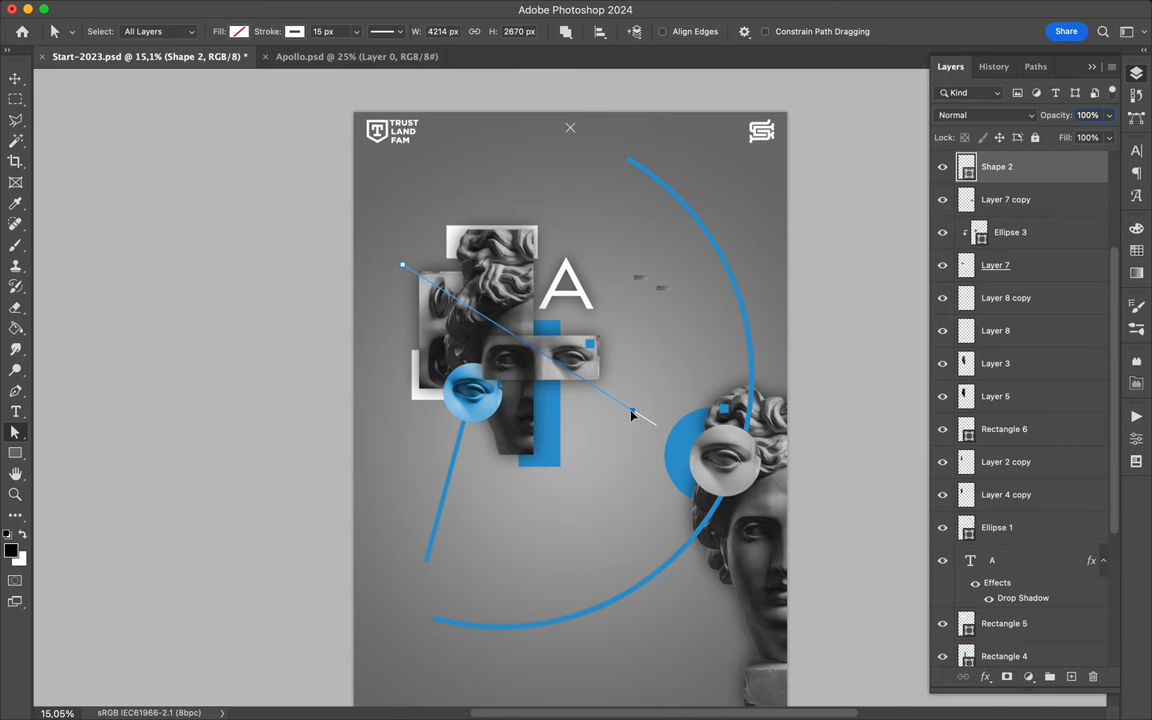 Adobe Photoshop 2024
Select: All Layers Fill: Stroke: 15 px W: 4214 px H: 2670 px Align Edges Constrain Path Dragging Share
Start-2023.psd @ 15,1% (Shape 2, RGB/8) * Apollo.psd @ 25% (Layer 0, RGB/8#)
Layers History Paths
Kind
Normal Opacity: 100%
Lock: Fill: 100%
Shape 2
Layer 7 copy
Ellipse 3
Layer 7
Layer 8 copy
Layer 8
Layer 3
Layer 5
Rectangle 6
Layer 2 copy
Layer 4 copy
Ellipse 1
A fx
Effects
Drop Shadow
Rectangle 5
Rectangle 4
fx
TRUST
LAND
FAM
A
15,05% sRGB IEC61966-2.1 (8bpc)